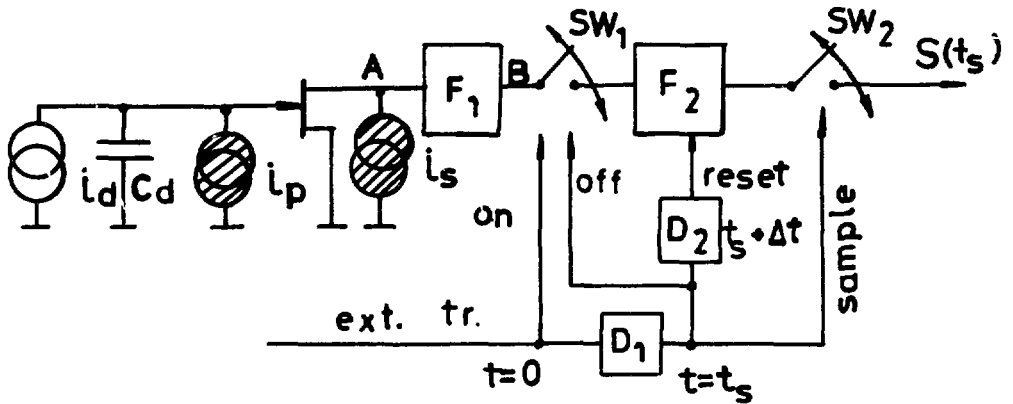 SW1
SW2
A
F1
B
F2
S(ts)
id
Cd
ip
is
on
off
reset
D2
ts + Δt
sample
ext. tr.
D1
t=0
t=ts